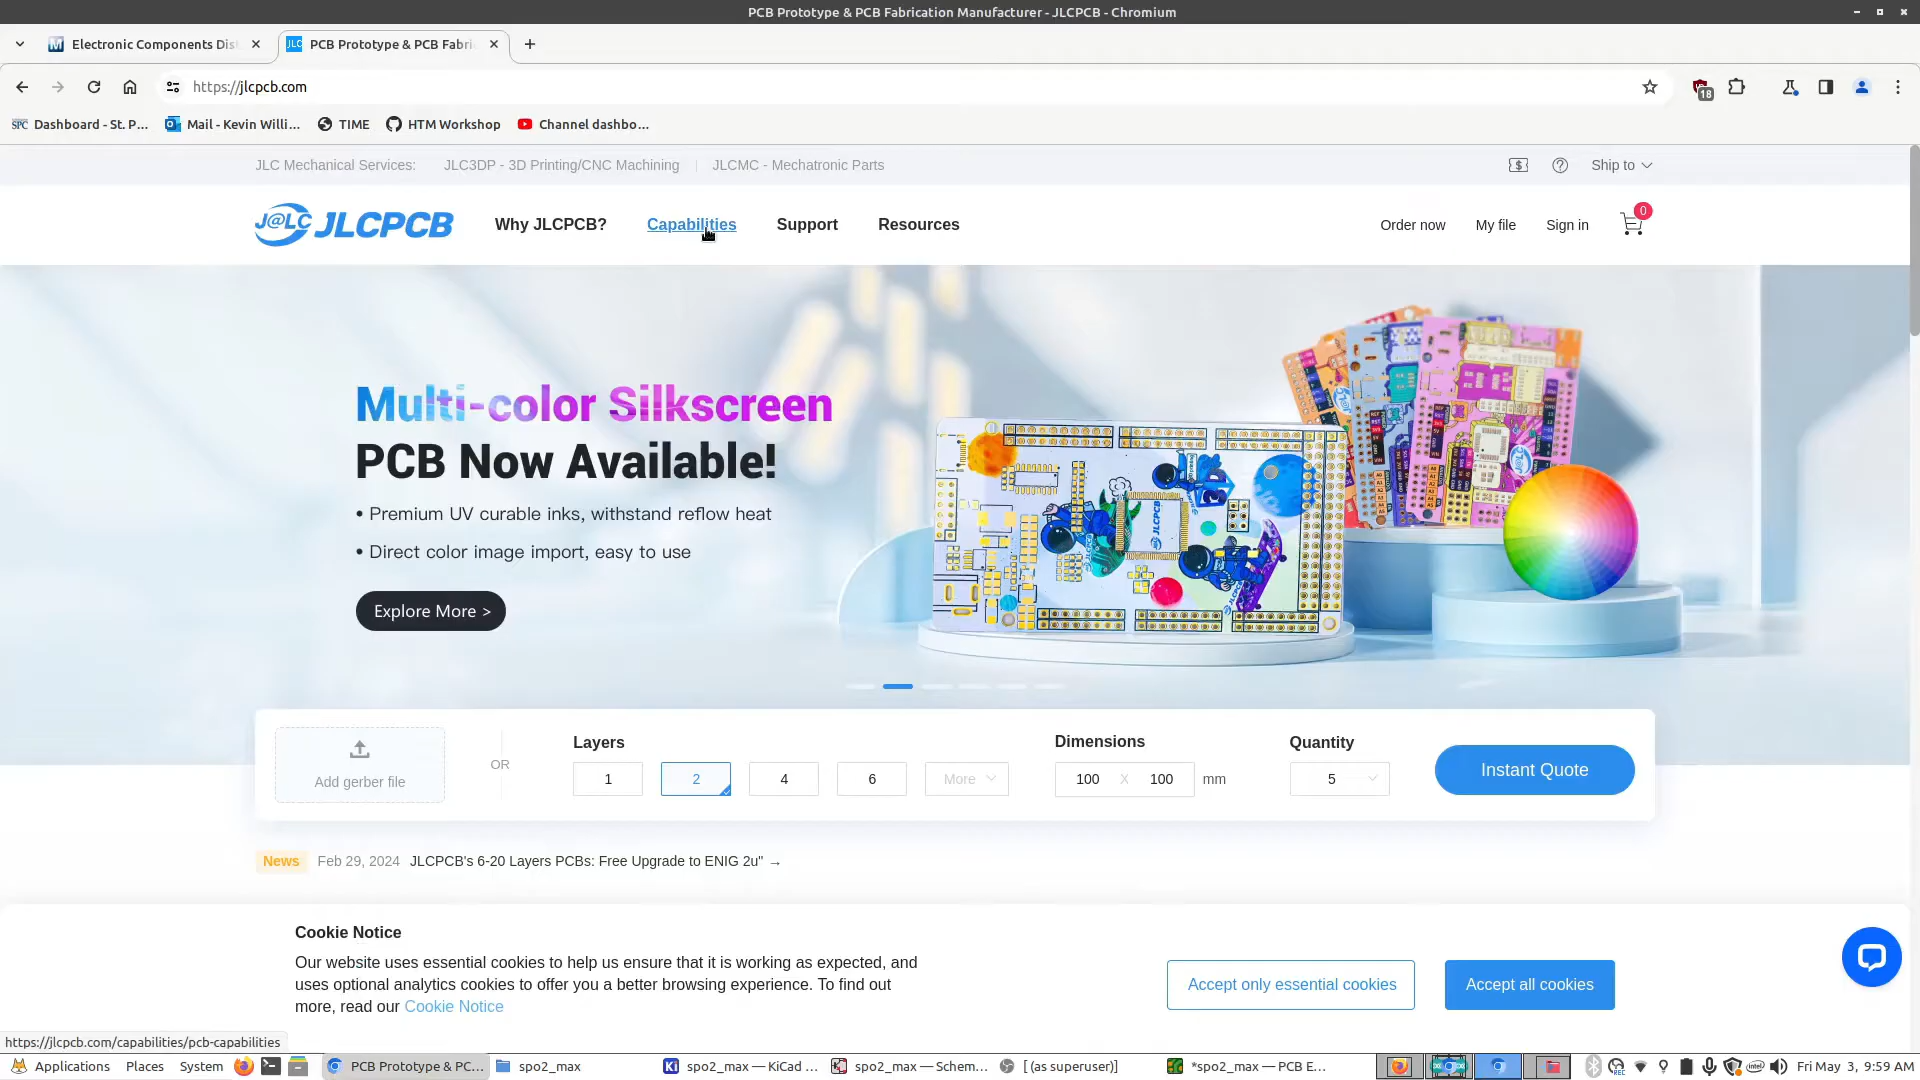 PCB Prototype & PCB Fabrication Manufacturer - JLCPCB - Chromium
Electronic Components Dis
JLC PCB Prototype & PCB Fabri
https://jlcpcb.com
18
SPC Dashboard - St. P...
Mail - Kevin Willi...
TIME
HTM Workshop
Channel dashbo...
JLC Mechanical Services:
JLC3DP - 3D Printing/CNC Machining
JLCMC - Mechatronic Parts
Ship to
J@LC JLCPCB
Why JLCPCB?
Capabilities
Support
Resources
Order now
My file
Sign in
0
Multi-color Silkscreen
PCB Now Available!
• Premium UV curable inks, withstand reflow heat
• Direct color image import, easy to use
Explore More >
JLCPCB
Add gerber file
OR
Layers
1
2
4
6
More
Dimensions
100 X 100 mm
Quantity
5
Instant Quote
News Feb 29, 2024 JLCPCB's 6-20 Layers PCBs: Free Upgrade to ENIG 2u" →
Cookie Notice
Our website uses essential cookies to help us ensure that it is working as expected, and
uses optional analytics cookies to offer you a better browsing experience. To find out
more, read our Cookie Notice
Accept only essential cookies
Accept all cookies
https://jlcpcb.com/capabilities/pcb-capabilities
Applications
Places
System
PCB Prototype & PC...
spo2_max
Ki spo2_max — KiCad ...
spo2_max — Schem...
[ (as superuser)]
*spo2_max — PCB E...
REC
intel
Fri May 3, 9:59 AM